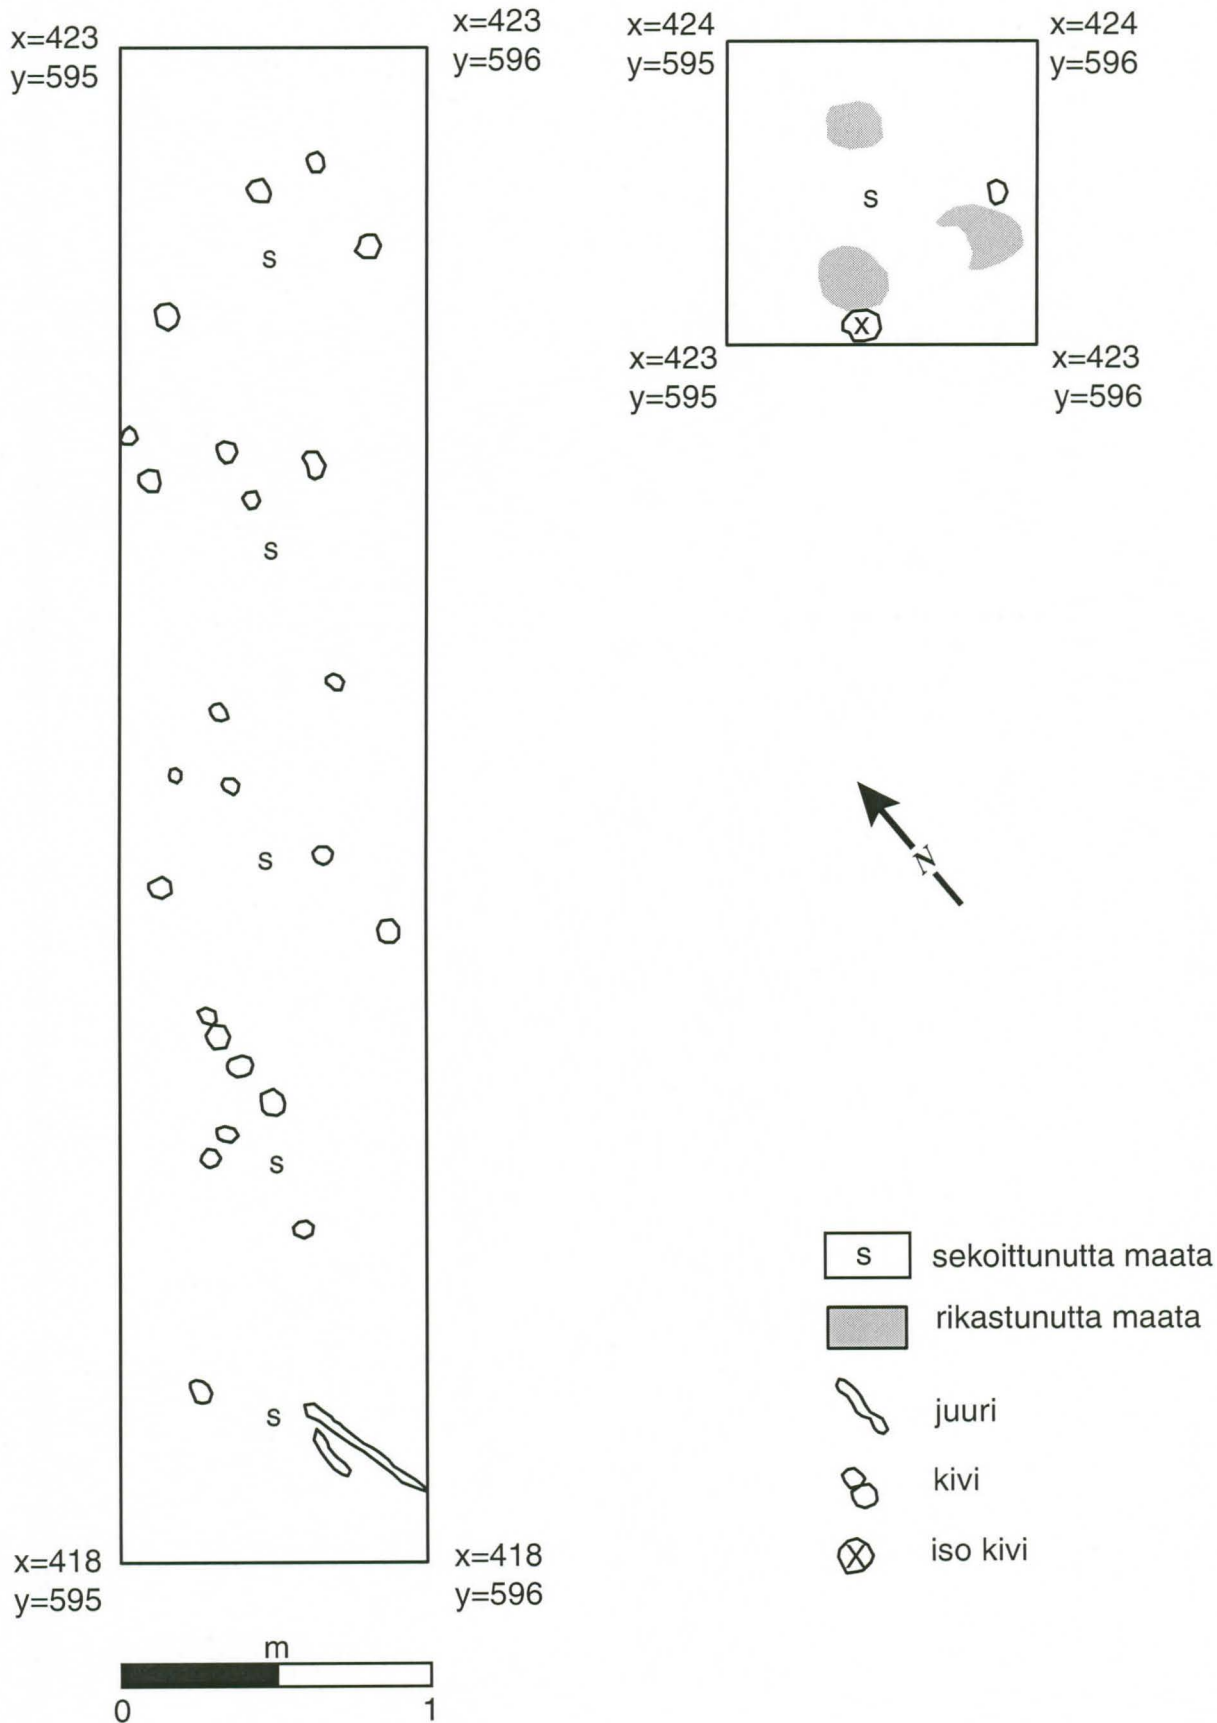 x=423
y=595
x=423
y=596
s
s
s
s
s
x=418
y=595
x=418
y=596
m
0 1
x=424
y=595
x=424
y=596
s
x
x=423
y=595
x=423
y=596
N
s sekoittunutta maata
rikastunutta maata
juuri
kivi
x iso kivi